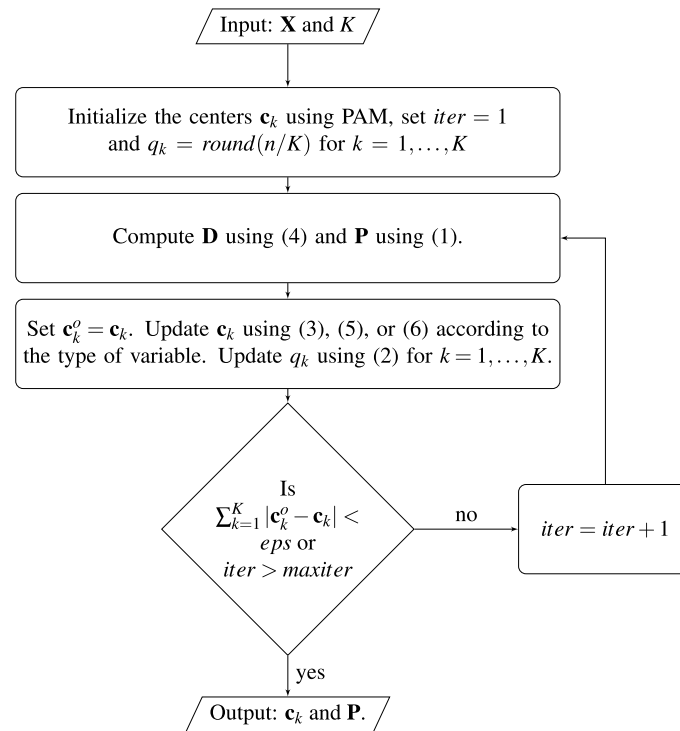 Input: X and K
Initialize the centers c_k using PAM, set iter = 1
and q_k = round(n/K) for k = 1,…,K
Compute D using (4) and P using (1).
Set c_k^o = c_k. Update c_k using (3), (5), or (6) according to
the type of variable. Update q_k using (2) for k = 1,…,K.
Is
∑_{k=1}^K |c_k^o − c_k| <
eps or
iter > maxiter
no
iter = iter + 1
yes
Output: c_k and P.